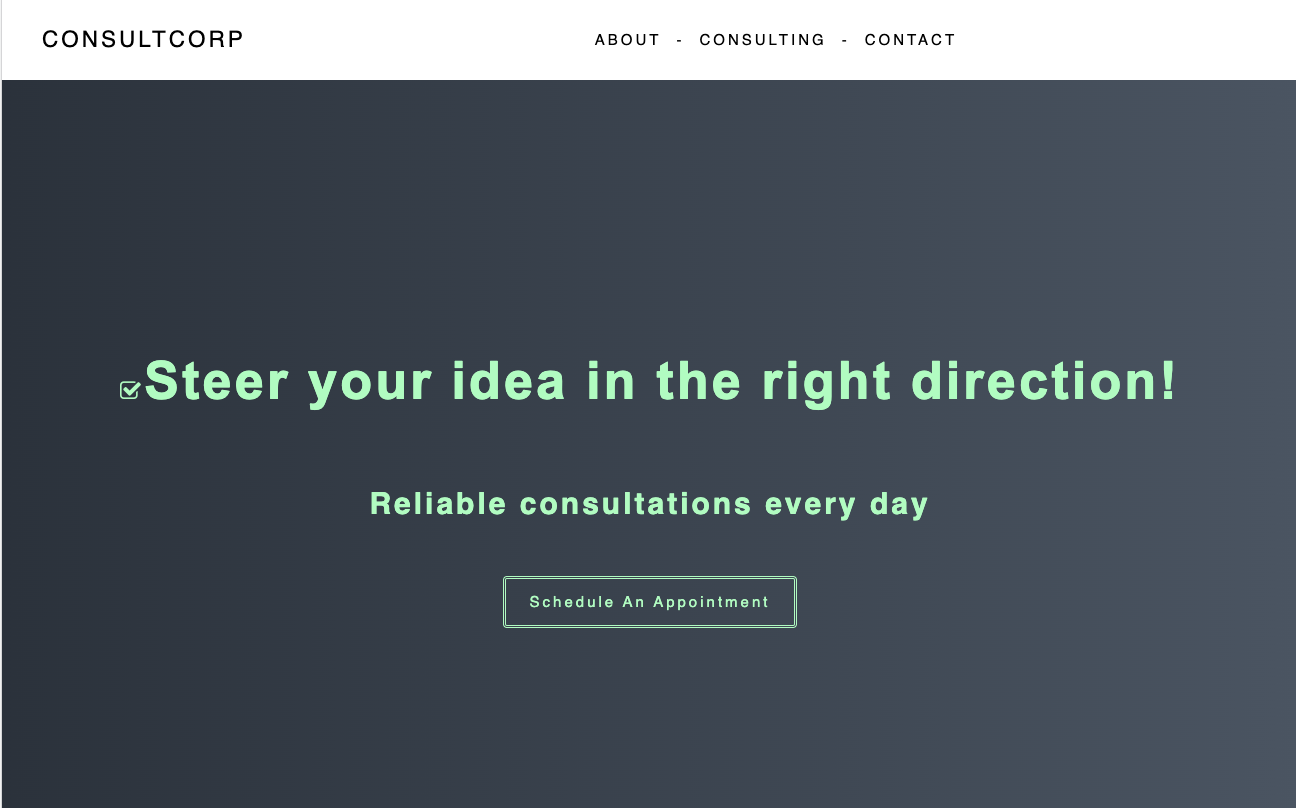 CONSULTCORP
ABOUT - CONSULTING - CONTACT
Steer your idea in the right direction!
Reliable consultations every day
Schedule An Appointment